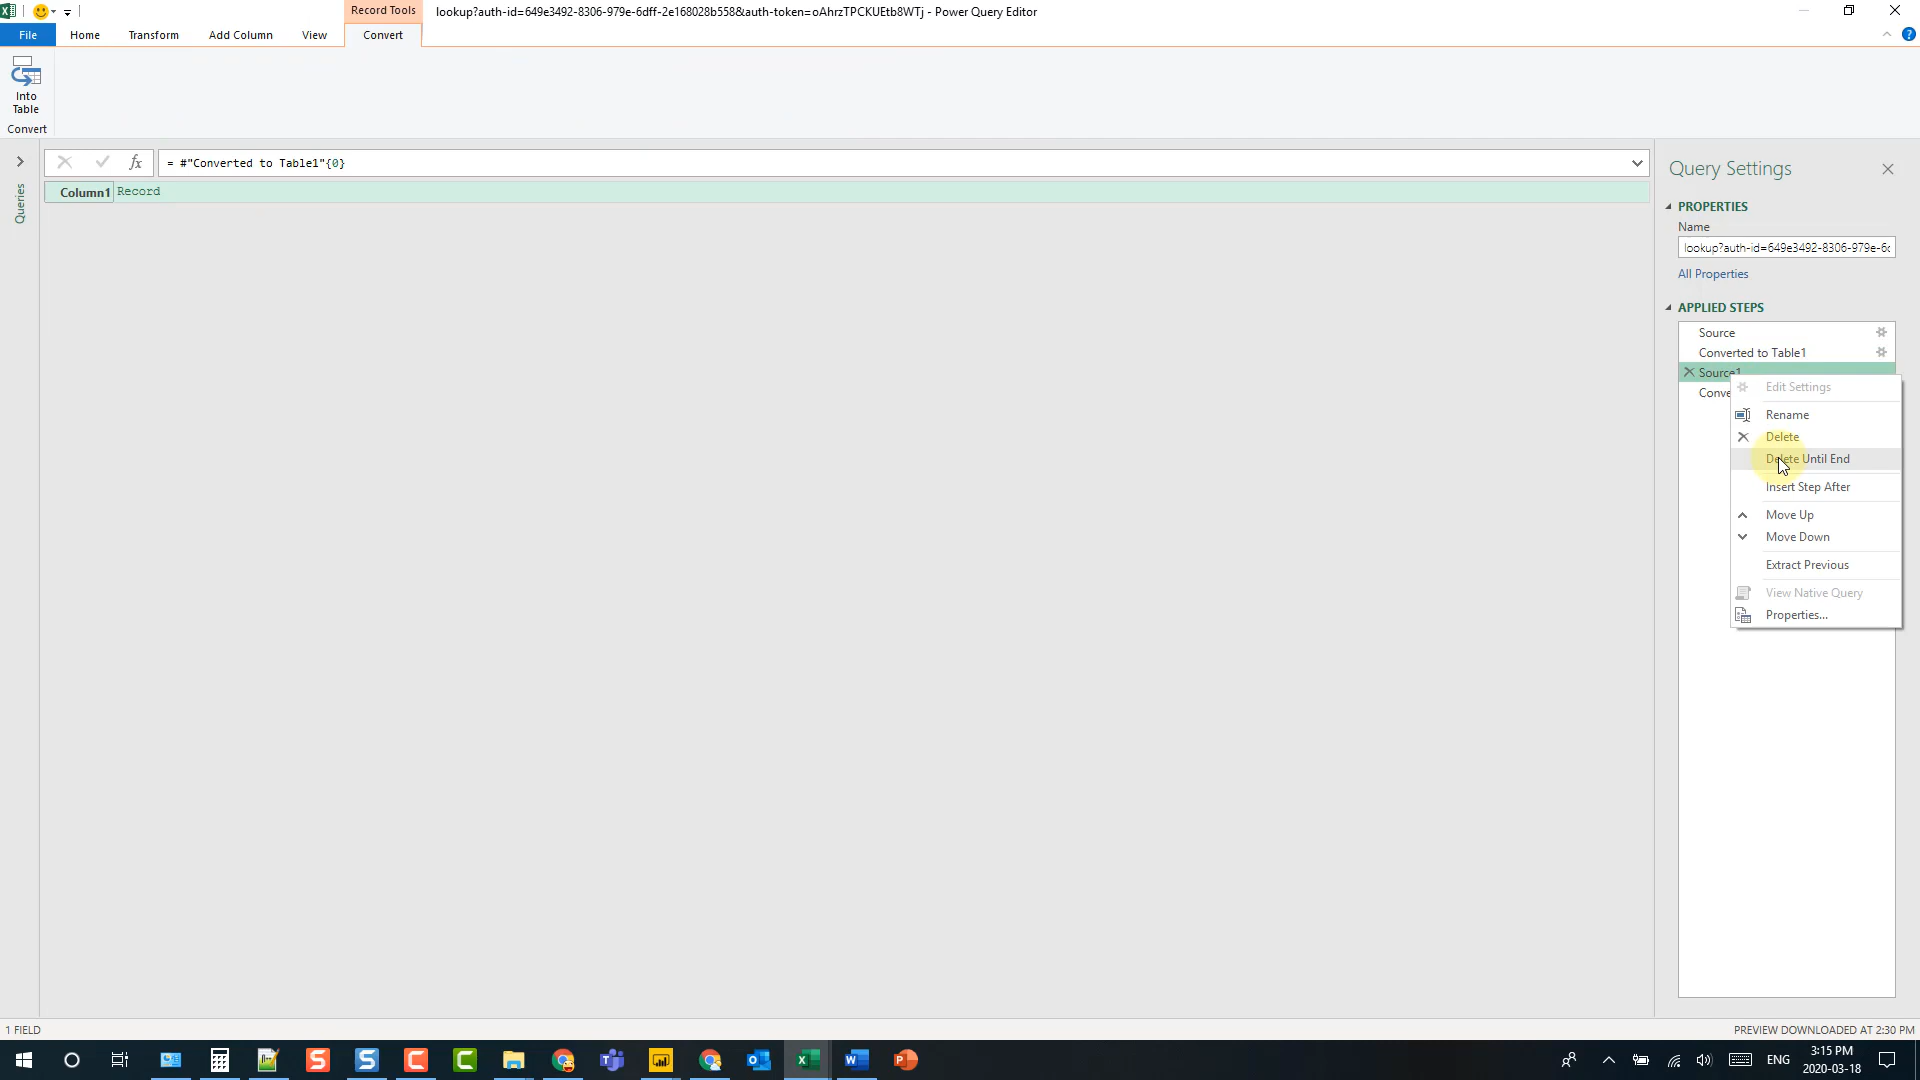 Record Tools
lookup?auth-id=649e3492-8306-979e-6dff-2e168028b558&auth-token=oAhrzTPCKUEtb8WTj - Power Query Editor
File
Home
Transform
Add Column
View
Convert
Into
Table
Convert
fx
= #"Converted to Table1"{0}
Column1
Record
Queries
Query Settings
PROPERTIES
Name
lookup?auth-id=649e3492-8306-979e-6c
All Properties
APPLIED STEPS
Source
Converted to Table1
Source1
Conve
Edit Settings
Rename
Delete
Delete Until End
Insert Step After
Move Up
Move Down
Extract Previous
View Native Query
Properties...
1 FIELD
PREVIEW DOWNLOADED AT 2:30 PM
ENG
3:15 PM
2020-03-18